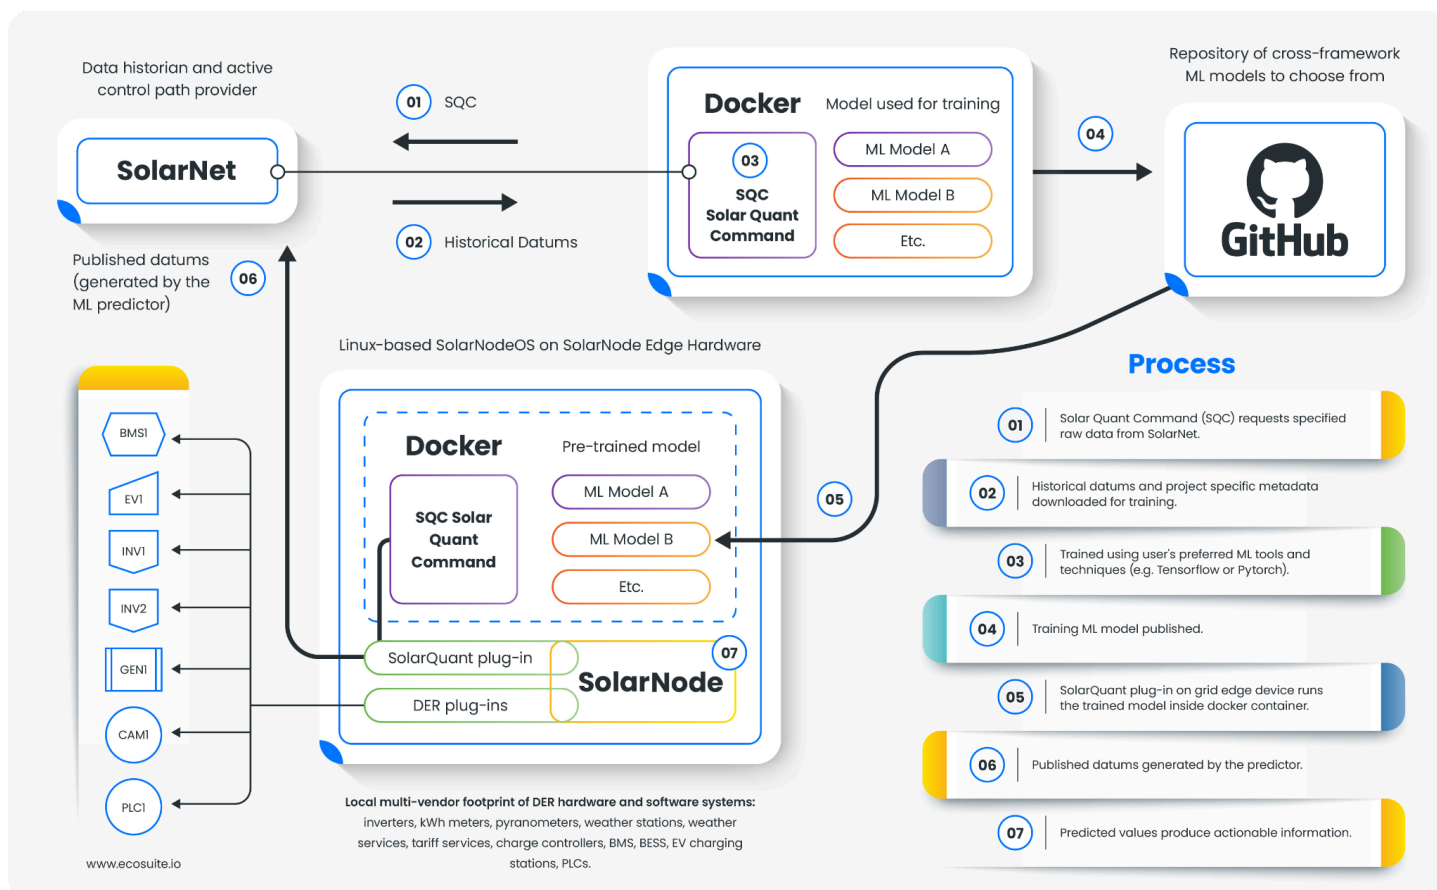 Data historian and active
control path provider
SolarNet
01 SQC
02 Historical Datums
Docker
Model used for training
03
SQC
Solar Quant
Command
ML Model A
ML Model B
Etc.
04
Repository of cross-framework
ML models to choose from
GitHub
Published datums
(generated by the
ML predictor)
06
Linux-based SolarNodeOS on SolarNode Edge Hardware
Docker
Pre-trained model
SQC Solar
Quant
Command
ML Model A
ML Model B
Etc.
05
SolarQuant plug-in
DER plug-ins
SolarNode
07
BMS1
EV1
INV1
INV2
GEN1
CAM1
PLC1
www.ecosuite.io
Local multi-vendor footprint of DER hardware and software systems:
inverters, kWh meters, pyranometers, weather stations, weather
services, tariff services, charge controllers, BMS, BESS, EV charging
stations, PLCs.
Process
01 Solar Quant Command (SQC) requests specified
raw data from SolarNet.
02 Historical datums and project specific metadata
downloaded for training.
03 Trained using user's preferred ML tools and
techniques (e.g. Tensorflow or Pytorch).
04 Training ML model published.
05 SolarQuant plug-in on grid edge device runs
the trained model inside docker container.
06 Published datums generated by the predictor.
07 Predicted values produce actionable information.